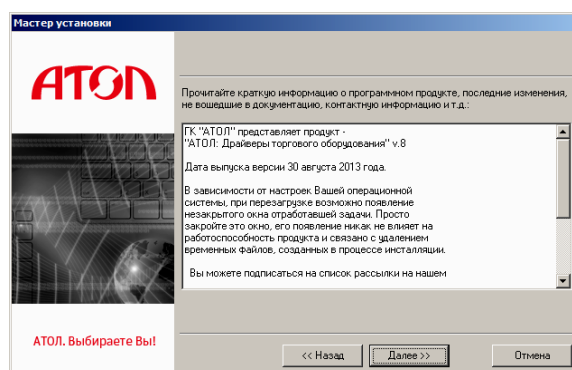 Мастер установки
АТОЛ
Прочитайте краткую информацию о программном продукте, последние изменения,
не вошедшие в документацию, контактную информацию и т.д.:
ГК "АТОЛ" представляет продукт -
"АТОЛ: Драйверы торгового оборудования" v.8
Дата выпуска версии 30 августа 2013 года.
В зависимости от настроек Вашей операционной
системы, при перезагрузке возможно появление
незакрытого окна отработавшей задачи. Просто
закройте это окно, его появление никак не влияет на
работоспособность продукта и связано с удалением
временных файлов, созданных в процессе инсталляции.
Вы можете подписаться на список рассылки на нашем
АТОЛ. Выбираете Вы!
<< Назад
Далее >>
Отмена